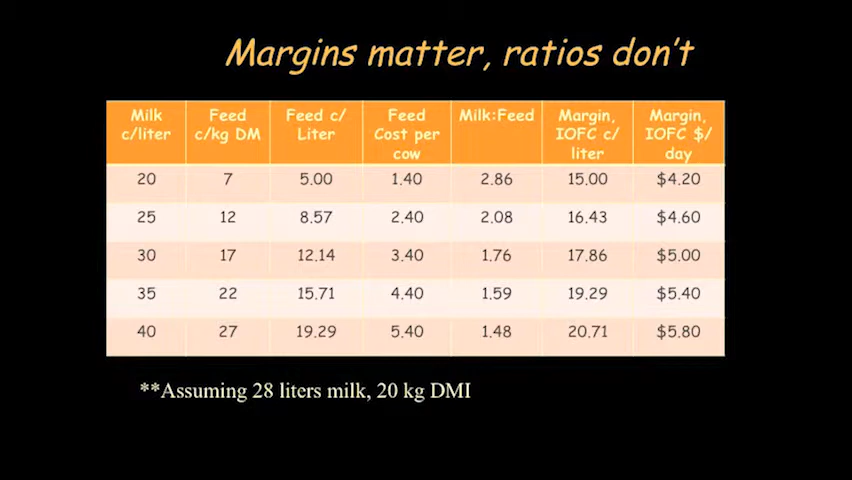 Margins matter, ratios don't
Milk c/liter Feed c/kg DM Feed c/ Liter Feed Cost per cow Milk:Feed Margin, IOFC c/ liter Margin, IOFC $/ day
20 7 5.00 1.40 2.86 15.00 $4.20
25 12 8.57 2.40 2.08 16.43 $4.60
30 17 12.14 3.40 1.76 17.86 $5.00
35 22 15.71 4.40 1.59 19.29 $5.40
40 27 19.29 5.40 1.48 20.71 $5.80
**Assuming 28 liters milk, 20 kg DMI